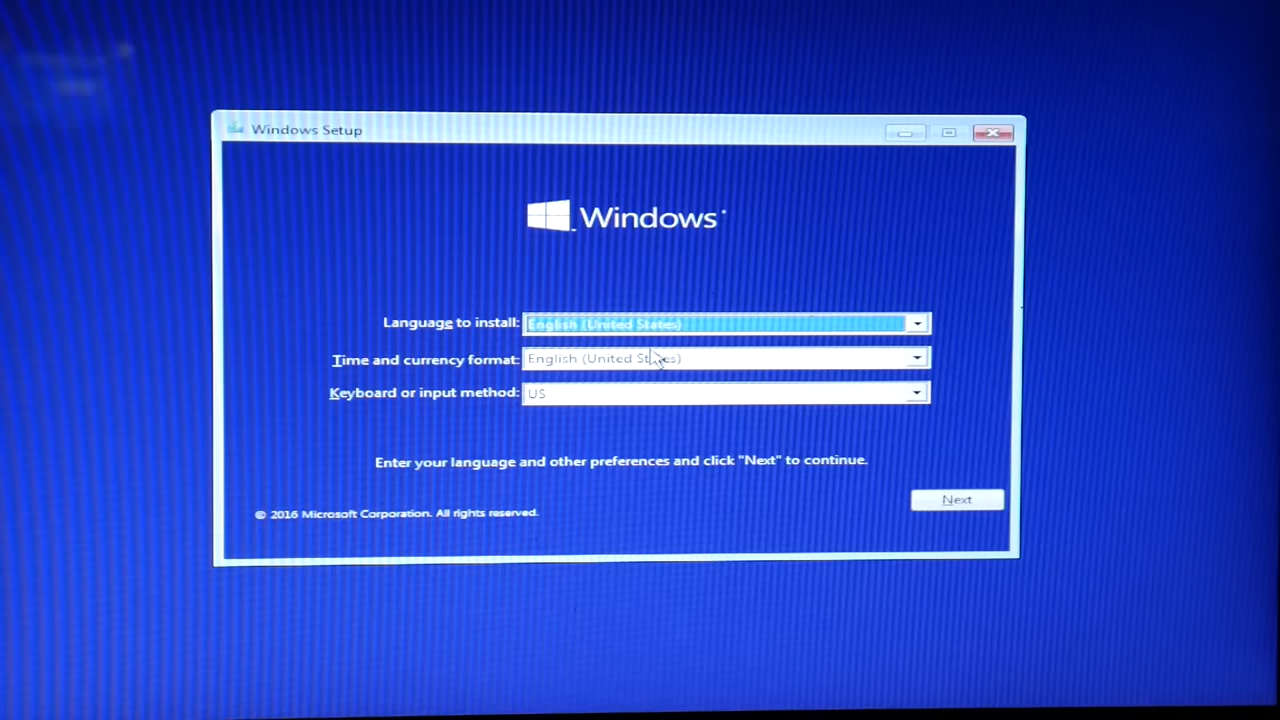 Windows Setup
Windows
Language to install: English (United States)
Time and currency format: English (United States)
Keyboard or input method: US
Enter your language and other preferences and click "Next" to continue.
Next
© 2016 Microsoft Corporation. All rights reserved.